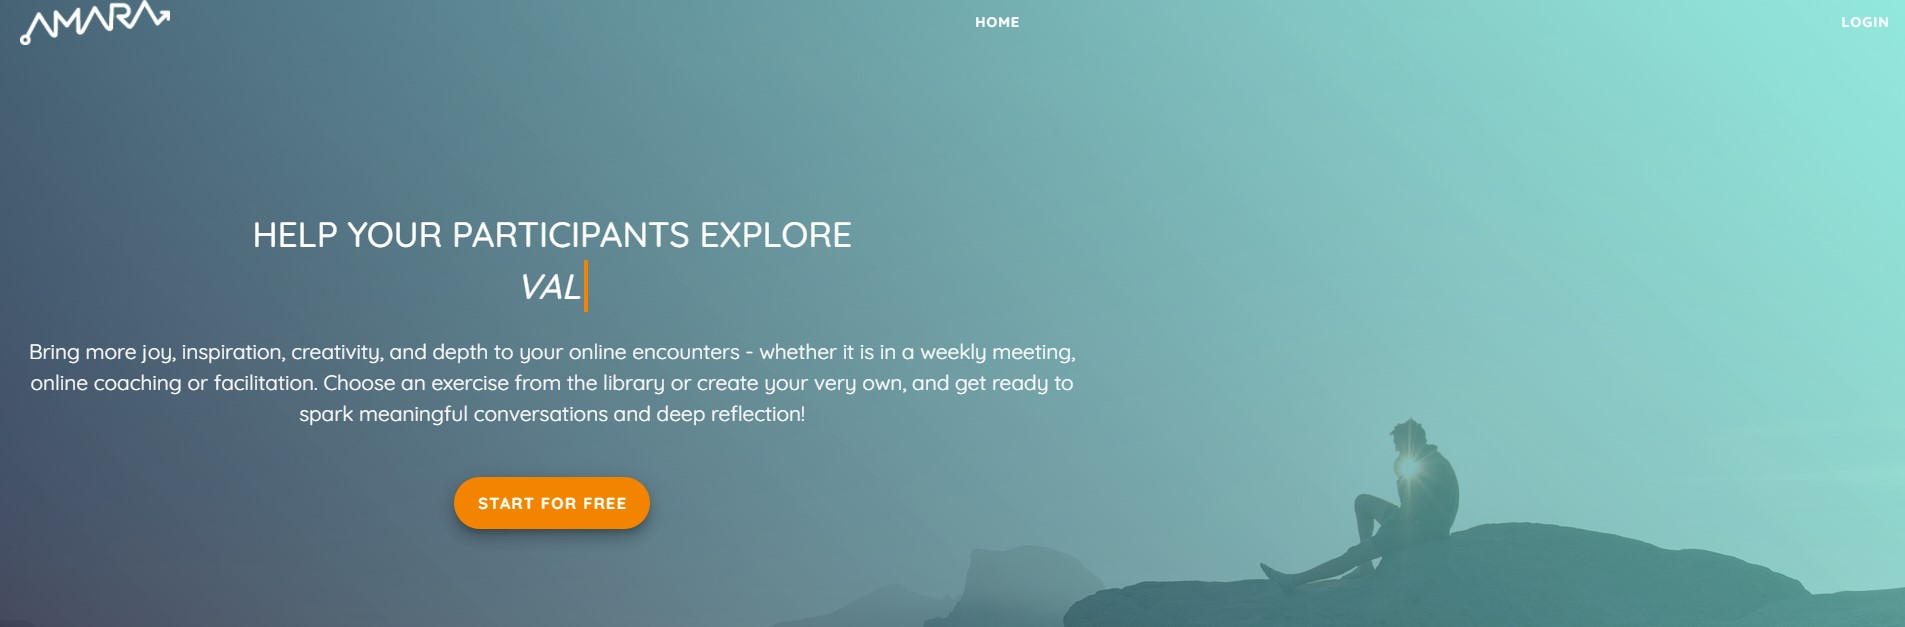 AMARA
HOME
LOGIN
HELP YOUR PARTICIPANTS EXPLORE
VAL
Bring more joy, inspiration, creativity, and depth to your online encounters - whether it is in a weekly meeting,
online coaching or facilitation. Choose an exercise from the library or create your very own, and get ready to
spark meaningful conversations and deep reflection!
START FOR FREE